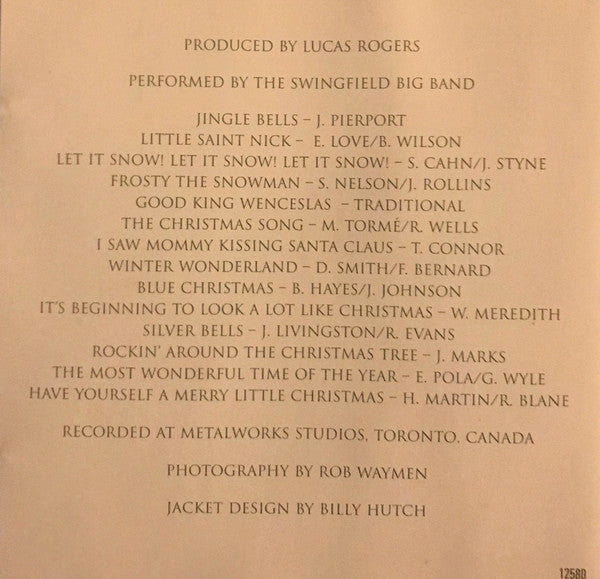 PRODUCED BY LUCAS ROGERS
PERFORMED BY THE SWINGFIELD BIG BAND
JINGLE BELLS – J. PIERPORT
LITTLE SAINT NICK – E. LOVE/B. WILSON
LET IT SNOW! LET IT SNOW! LET IT SNOW! – S. CAHN/J. STYNE
FROSTY THE SNOWMAN – S. NELSON/J. ROLLINS
GOOD KING WENCESLAS – TRADITIONAL
THE CHRISTMAS SONG – M. TORMÉ/R. WELLS
I SAW MOMMY KISSING SANTA CLAUS – T. CONNOR
WINTER WONDERLAND – D. SMITH/F. BERNARD
BLUE CHRISTMAS – B. HAYES/J. JOHNSON
IT'S BEGINNING TO LOOK A LOT LIKE CHRISTMAS – W. MEREDITH
SILVER BELLS – J. LIVINGSTON/R. EVANS
ROCKIN' AROUND THE CHRISTMAS TREE – J. MARKS
THE MOST WONDERFUL TIME OF THE YEAR – E. POLA/G. WYLE
HAVE YOURSELF A MERRY LITTLE CHRISTMAS – H. MARTIN/R. BLANE
RECORDED AT METALWORKS STUDIOS, TORONTO, CANADA
PHOTOGRAPHY BY ROB WAYMEN
JACKET DESIGN BY BILLY HUTCH
12580